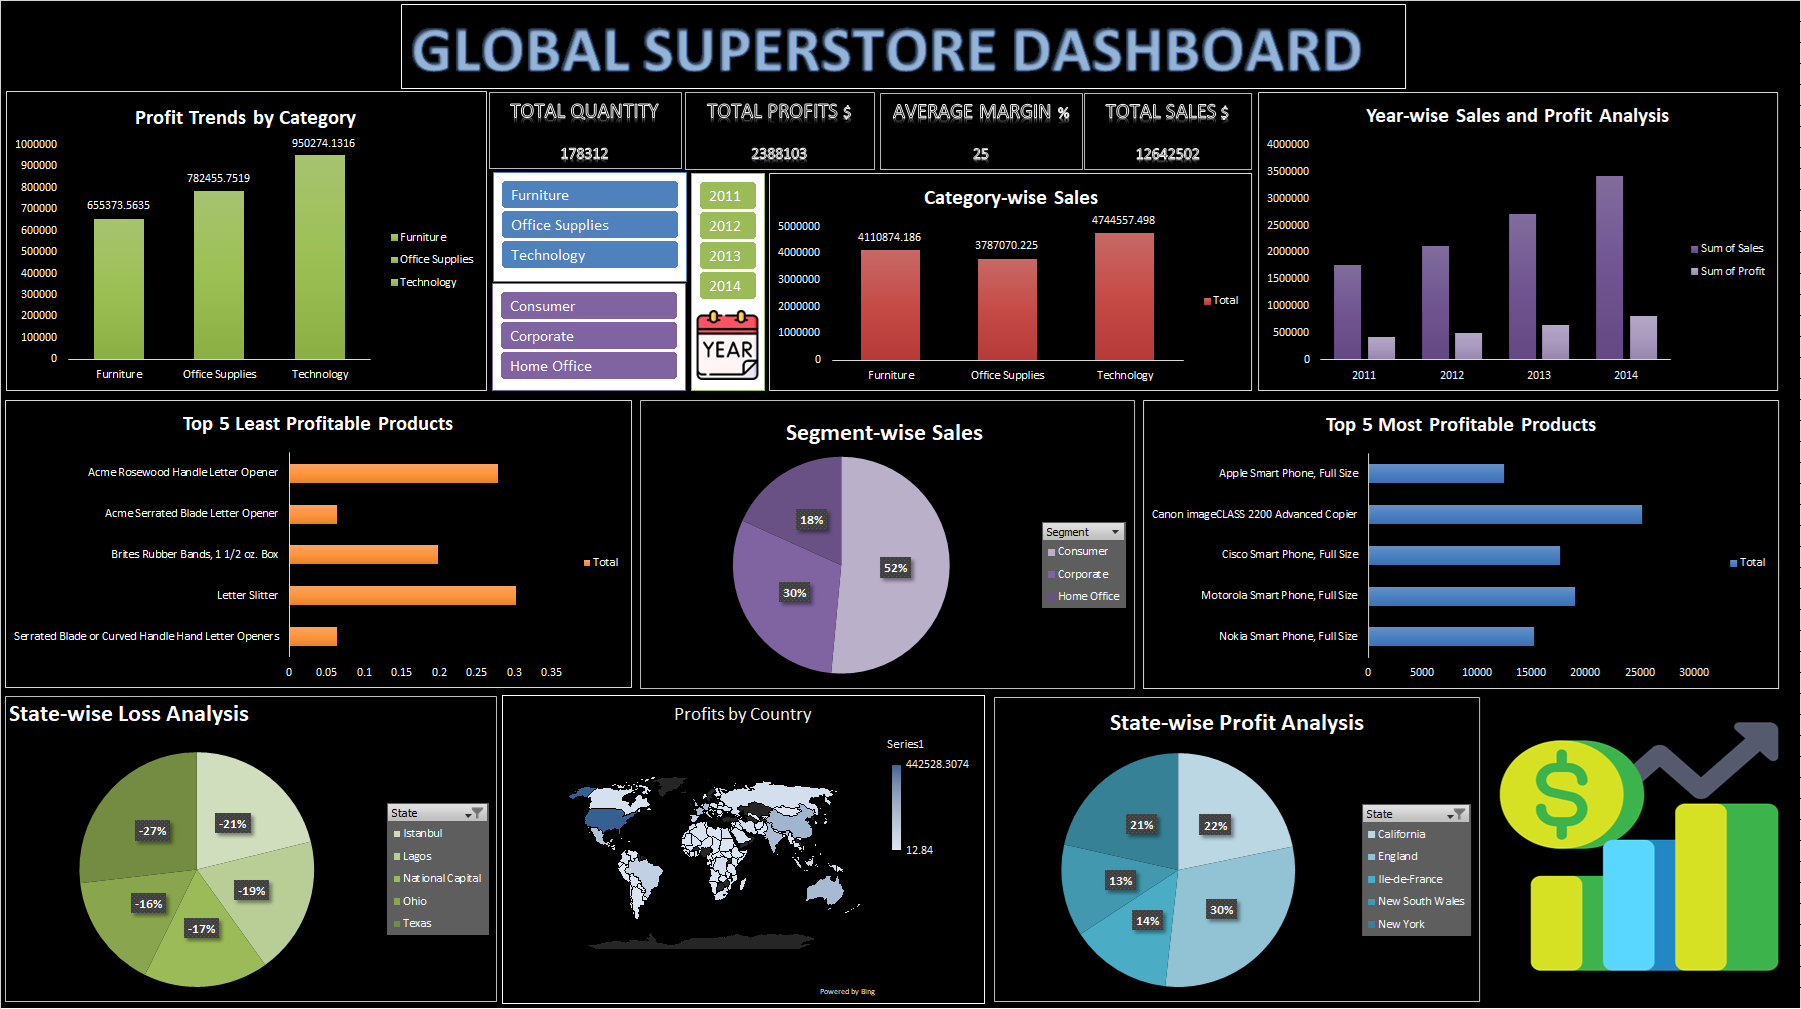 GLOBAL SUPERSTORE DASHBOARD
Profit Trends by Category
1000000
900000
800000
700000
600000
500000
400000
300000
200000
100000
0
655373.5635
782455.7519
950274.1316
Furniture
Office Supplies
Technology
Furniture
Office Supplies
Technology
TOTAL QUANTITY
178312
TOTAL PROFITS $
2388103
AVERAGE MARGIN %
25
TOTAL SALES $
12642502
Furniture
Office Supplies
Technology
Consumer
Corporate
Home Office
2011
2012
2013
2014
YEAR
Category-wise Sales
5000000
4000000
3000000
2000000
1000000
0
4110874.186
3787070.225
4744557.498
Furniture
Office Supplies
Technology
Total
Year-wise Sales and Profit Analysis
4000000
3500000
3000000
2500000
2000000
1500000
1000000
500000
0
2011
2012
2013
2014
Sum of Sales
Sum of Profit
Top 5 Least Profitable Products
Acme Rosewood Handle Letter Opener
Acme Serrated Blade Letter Opener
Brites Rubber Bands, 1 1/2 oz. Box
Letter Slitter
Serrated Blade or Curved Handle Hand Letter Openers
0
0.05
0.1
0.15
0.2
0.25
0.3
0.35
Total
Segment-wise Sales
18%
52%
30%
Segment
Consumer
Corporate
Home Office
Top 5 Most Profitable Products
Apple Smart Phone, Full Size
Canon imageCLASS 2200 Advanced Copier
Cisco Smart Phone, Full Size
Motorola Smart Phone, Full Size
Nokia Smart Phone, Full Size
0
5000
10000
15000
20000
25000
30000
Total
State-wise Loss Analysis
-27%
-21%
-19%
-16%
-17%
State
Istanbul
Lagos
National Capital
Ohio
Texas
Profits by Country
Series1
442528.3074
12.84
Powered by Bing
State-wise Profit Analysis
21%
22%
13%
30%
14%
State
California
England
Ile-de-France
New South Wales
New York
$